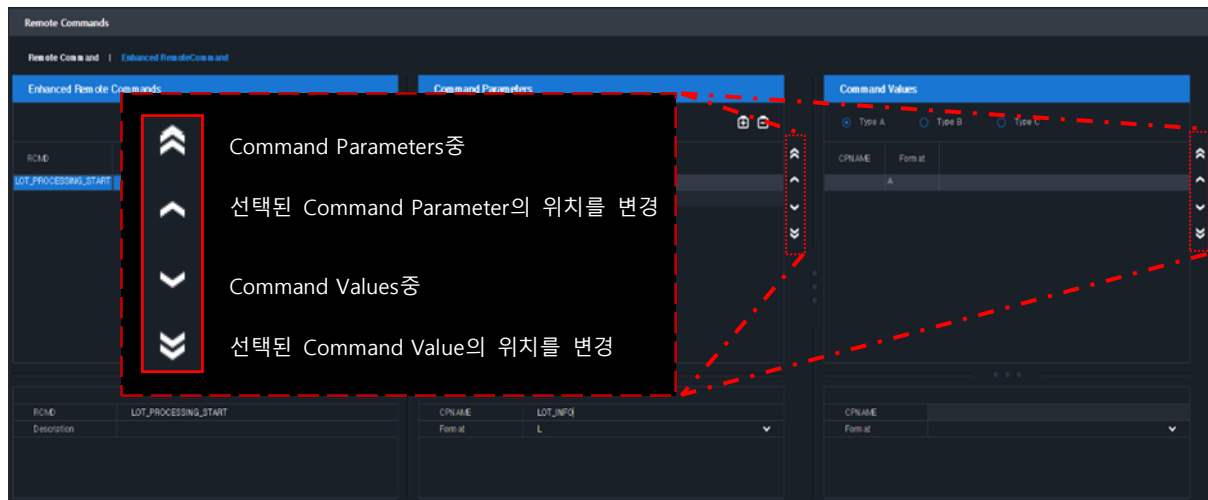 Remote Commands
Remote Command | Enhanced RemoteCommand
Enhanced Remote Commands
Command Parameters
Command Values
Type A
Type B
Type C
RCMD
CPNAME
Format
LOT_PROCESSING_START
A
Command Parameters중
선택된 Command Parameter의 위치를 변경
Command Values중
선택된 Command Value의 위치를 변경
RCMD
LOT_PROCESSING_START
Description
CPNAME
LOT_INFO
Format
L
CPNAME
Format